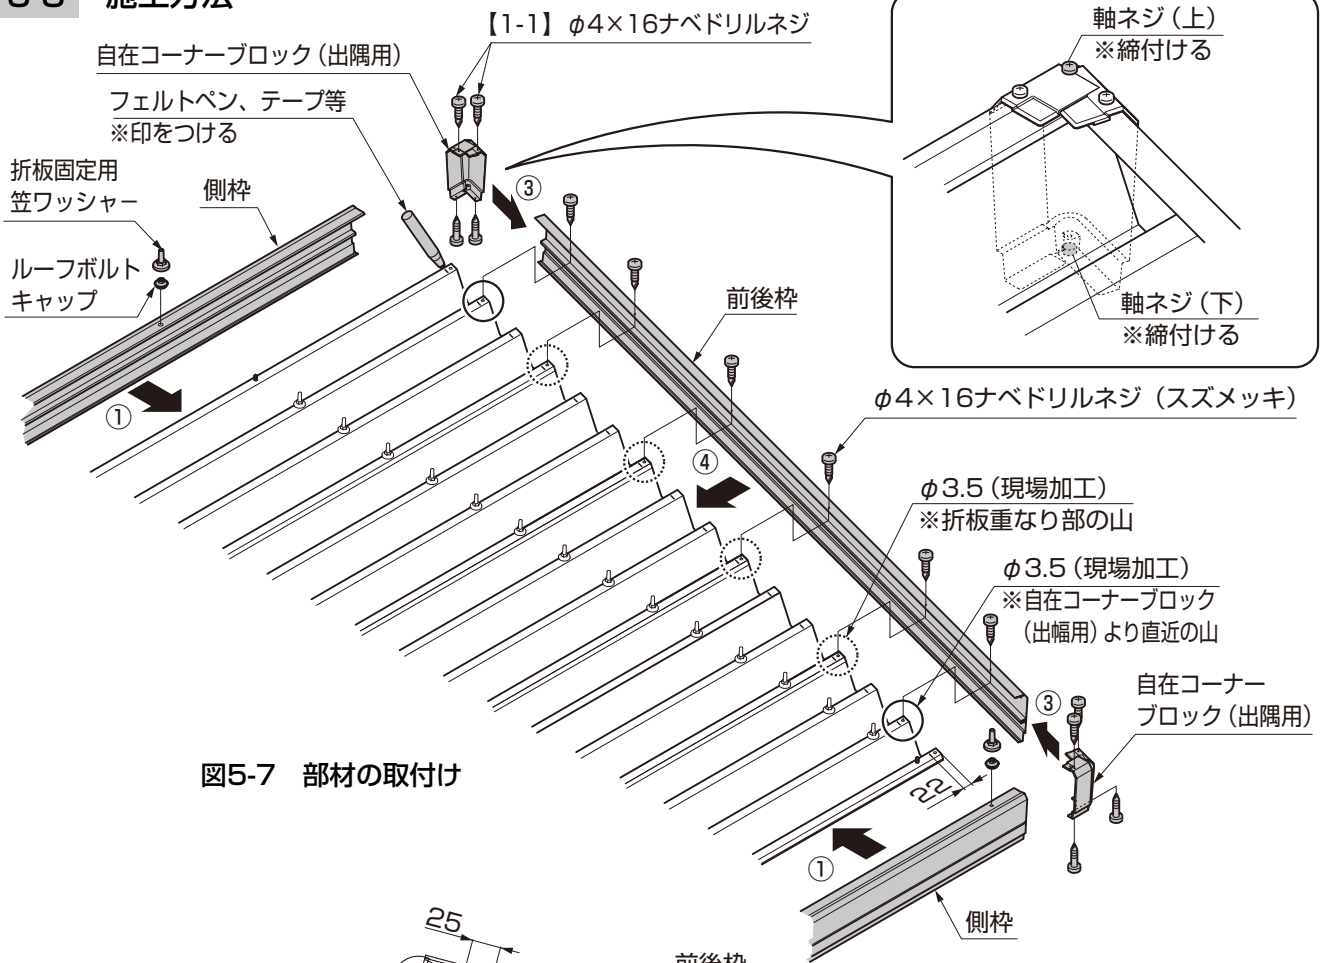 施工方法
【1-1】φ4×16ナベドリルネジ
自在コーナーブロック（出隅用）
フェルトペン、テープ等
※印をつける
折板固定用
笠ワッシャー
側枠
ルーフボルト
キャップ
①
③
軸ネジ（上）
※締付ける
軸ネジ（下）
※締付ける
前後枠
φ4×16ナベドリルネジ（スズメッキ）
④
φ3.5（現場加工）
※折板重なり部の山
φ3.5（現場加工）
※自在コーナーブロック
（出幅用）より直近の山
③
自在コーナー
ブロック（出隅用）
22
①
側枠
図5-7　部材の取付け
25
前後枠